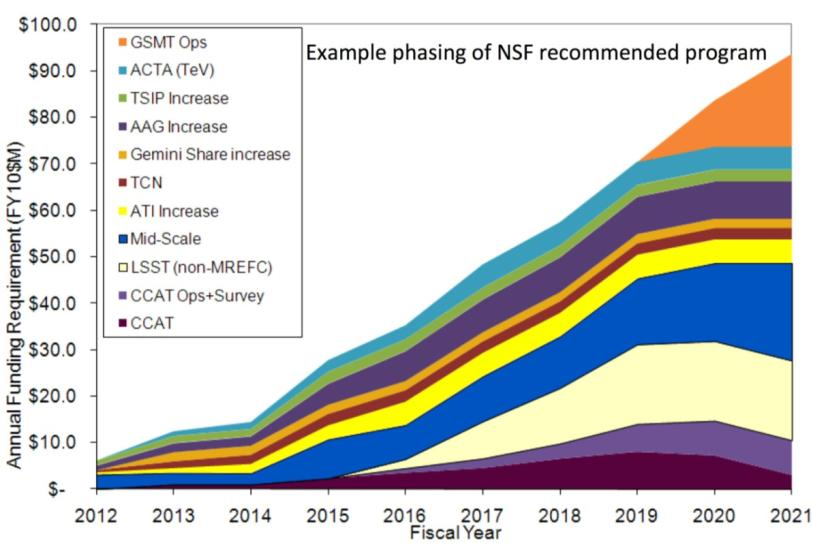 Example phasing of NSF recommended program
Annual Funding Requirement (FY10$M)
$100.0
$90.0
$80.0
$70.0
$60.0
$50.0
$40.0
$30.0
$20.0
$10.0
$-
GSMT Ops
ACTA (TeV)
TSIP Increase
AAG Increase
Gemini Share increase
TCN
ATI Increase
Mid-Scale
LSST (non-MREFC)
CCAT Ops+Survey
CCAT
2012 2013 2014 2015 2016 2017 2018 2019 2020 2021
Fiscal Year